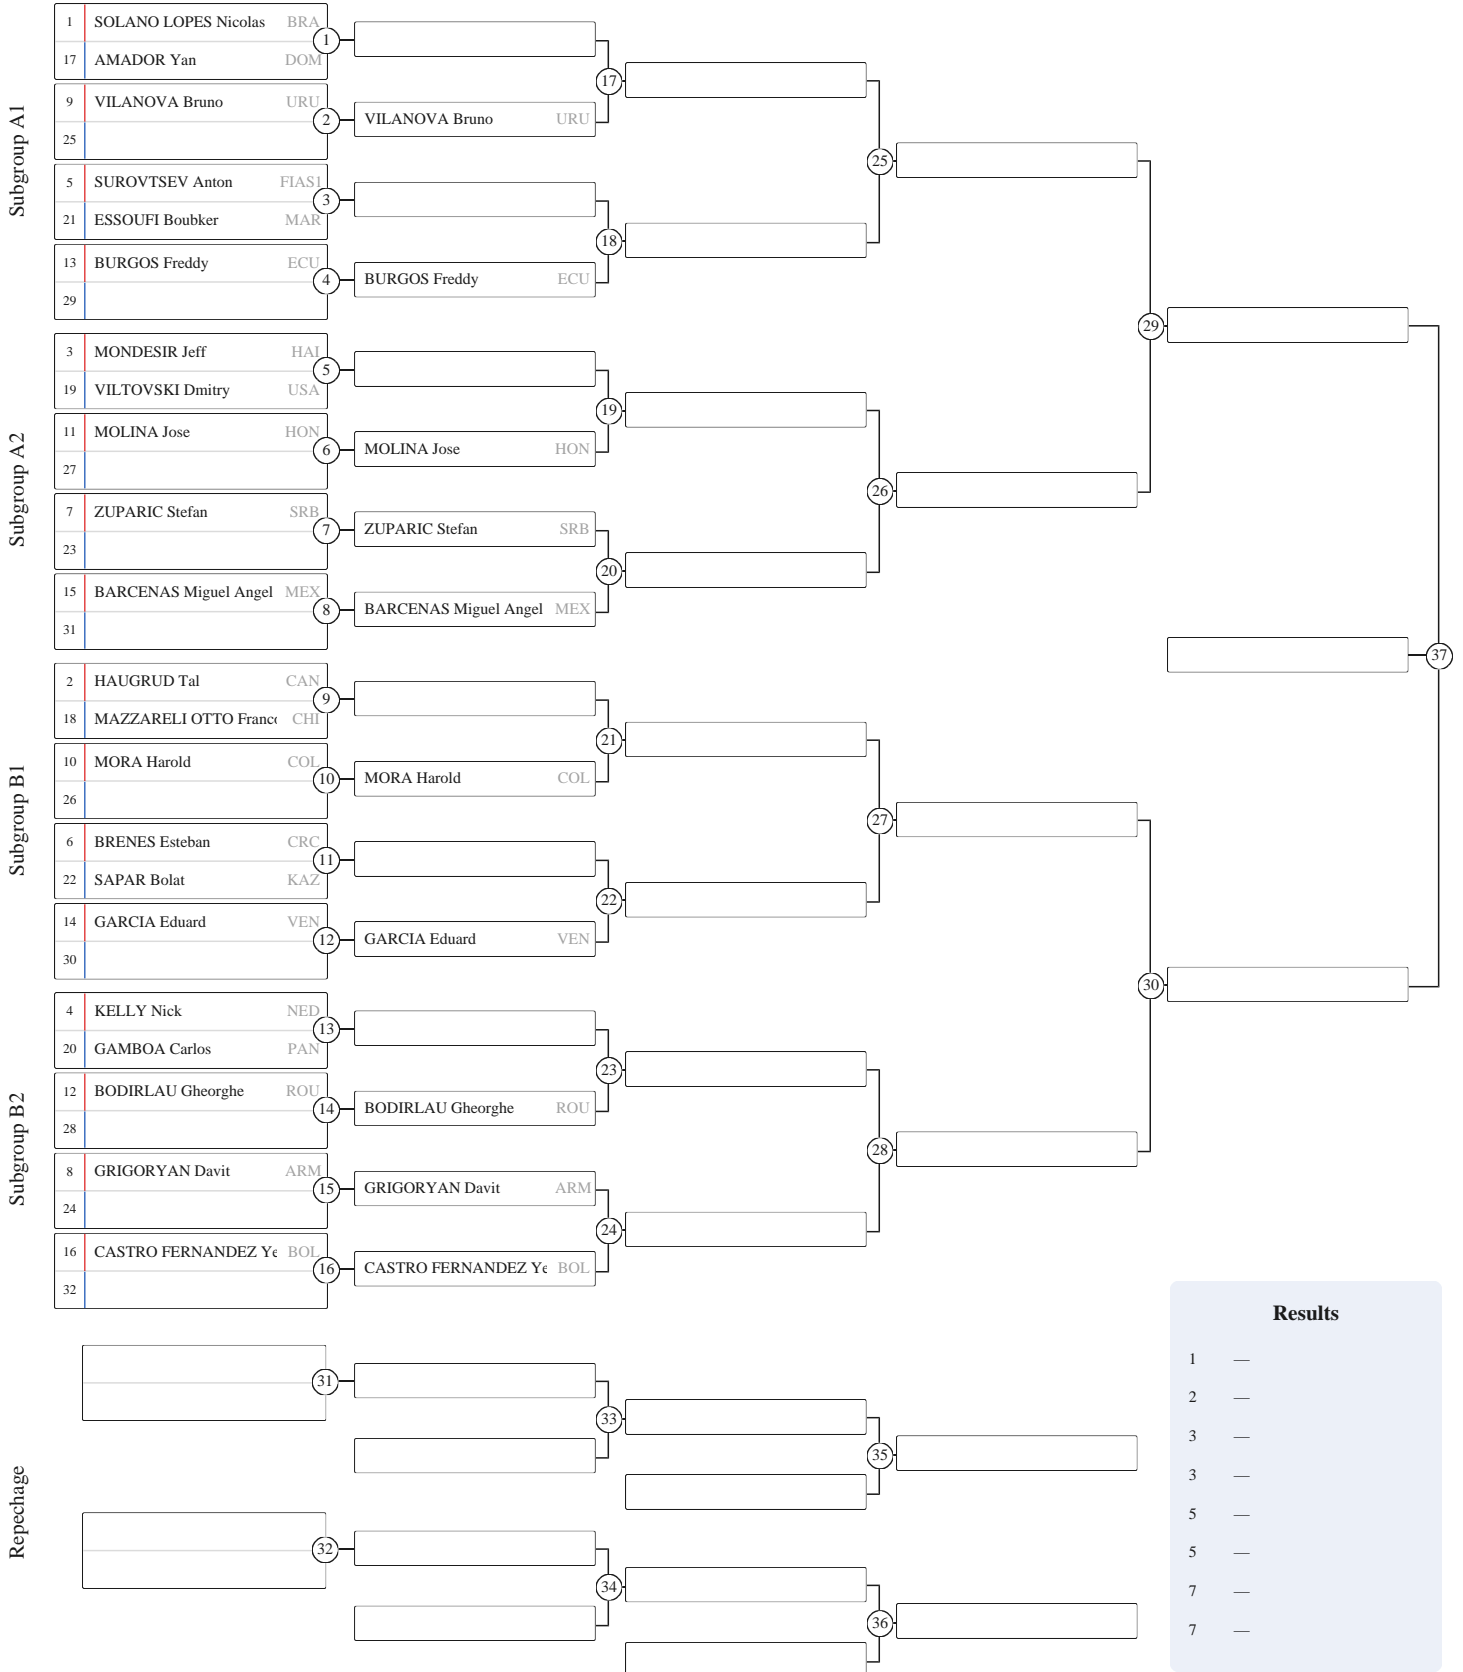 Subgroup A1
1 SOLANO LOPES Nicolas BRA
17 AMADOR Yan DOM
1
9 VILANOVA Bruno URU
25
2
VILANOVA Bruno URU
17
5 SUROVTSEV Anton FIAS1
21 ESSOUFI Boubker MAR
3
13 BURGOS Freddy ECU
29
4
BURGOS Freddy ECU
18
25
Subgroup A2
3 MONDESIR Jeff HAI
19 VILTOVSKI Dmitry USA
5
11 MOLINA Jose HON
27
6
MOLINA Jose HON
19
7 ZUPARIC Stefan SRB
23
7
ZUPARIC Stefan SRB
15 BARCENAS Miguel Angel MEX
31
8
BARCENAS Miguel Angel MEX
20
26
29
Subgroup B1
2 HAUGRUD Tal CAN
18 MAZZARELI OTTO Franc CHI
9
10 MORA Harold COL
26
10
MORA Harold COL
21
6 BRENES Esteban CRC
22 SAPAR Bolat KAZ
11
14 GARCIA Eduard VEN
30
12
GARCIA Eduard VEN
22
27
Subgroup B2
4 KELLY Nick NED
20 GAMBOA Carlos PAN
13
12 BODIRLAU Gheorghe ROU
28
14
BODIRLAU Gheorghe ROU
23
8 GRIGORYAN Davit ARM
24
15
GRIGORYAN Davit ARM
16 CASTRO FERNANDEZ Ye BOL
32
16
CASTRO FERNANDEZ Ye BOL
24
28
30
37
Repechage
31
33
35
32
34
36
Results
1 —
2 —
3 —
3 —
5 —
5 —
7 —
7 —